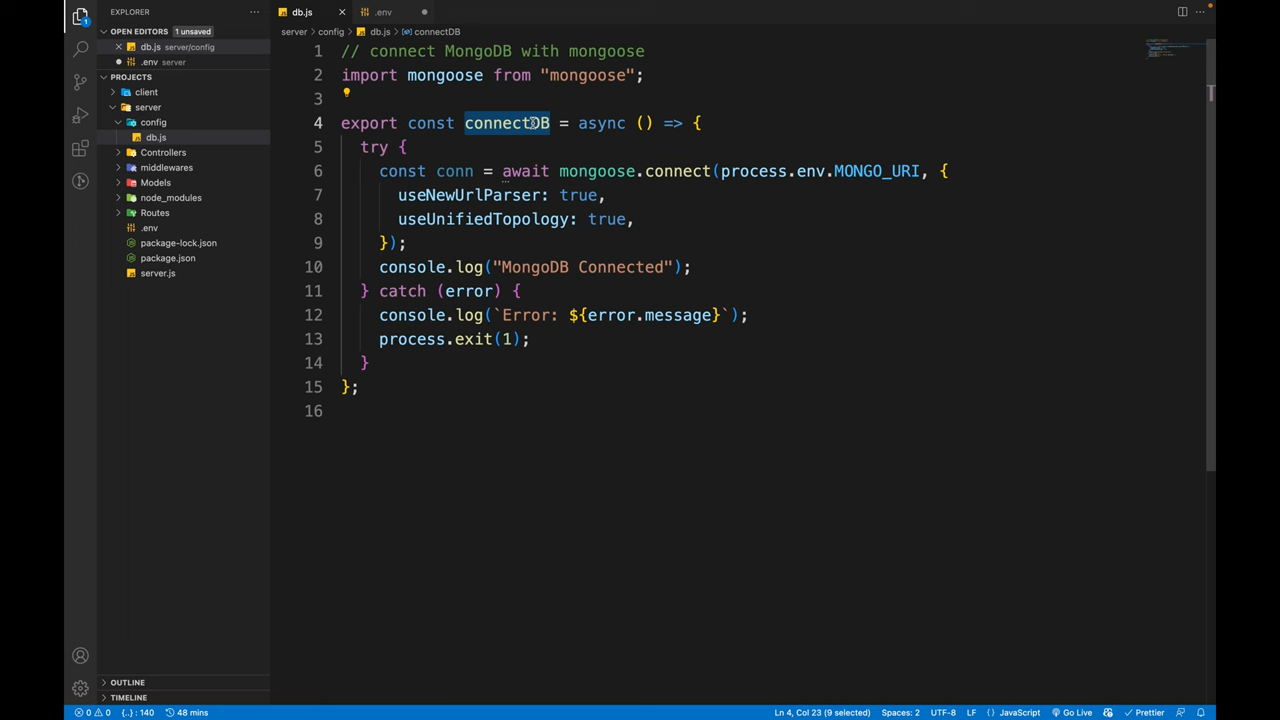 EXPLORER
OPEN EDITORS 1 unsaved
db.js server/config
.env server
PROJECTS
client
server
config
db.js
Controllers
middlewares
Models
node_modules
Routes
.env
package-lock.json
package.json
server.js
OUTLINE
TIMELINE
1
db.js
.env
server > config > db.js > connectDB
1 // connect MongoDB with mongoose
2 import mongoose from "mongoose";
3
4 export const connectDB = async () => {
5 try {
6 const conn = await mongoose.connect(process.env.MONGO_URI, {
7 useNewUrlParser: true,
8 useUnifiedTopology: true,
9 });
10 console.log("MongoDB Connected");
11 } catch (error) {
12 console.log(`Error: ${error.message}`);
13 process.exit(1);
14 }
15 };
16
0 0 {..} : 140 48 mins Ln 4, Col 23 (9 selected) Spaces: 2 UTF-8 LF {} JavaScript Go Live Prettier